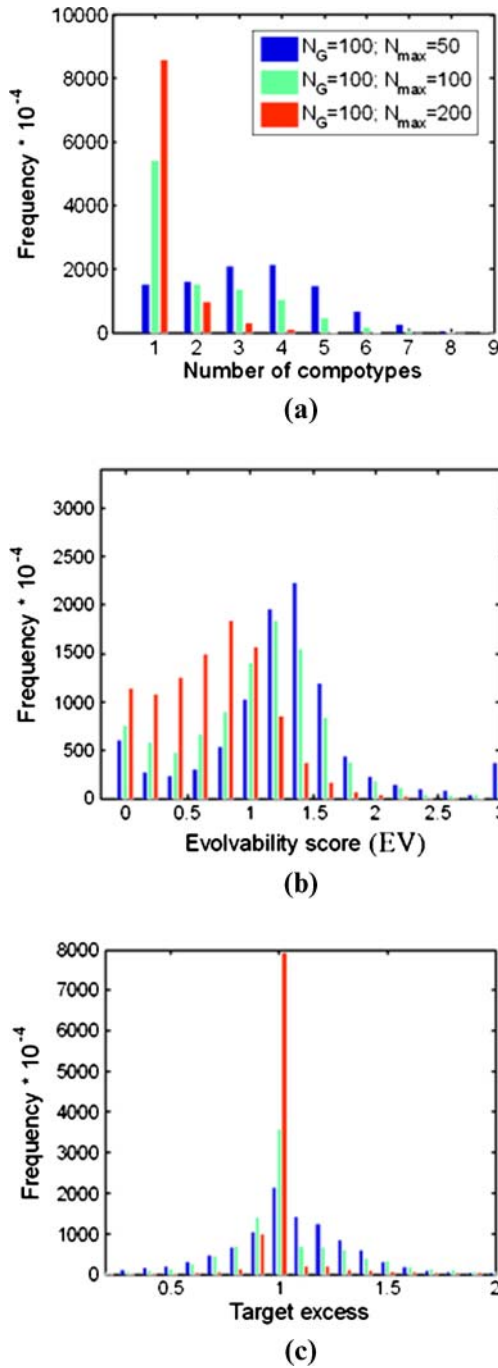 10000
8000
6000
4000
2000
0
Frequency * 10⁻⁴
N_G=100; N_max=50
N_G=100; N_max=100
N_G=100; N_max=200
1 2 3 4 5 6 7 8 9
Number of compotypes
(a)
3000
2500
2000
1500
1000
500
0
Frequency * 10⁻⁴
0 0.5 1 1.5 2 2.5 3
Evolvability score (EV)
(b)
8000
7000
6000
5000
4000
3000
2000
1000
0
Frequency * 10⁻⁴
0.5 1 1.5 2
Target excess
(c)